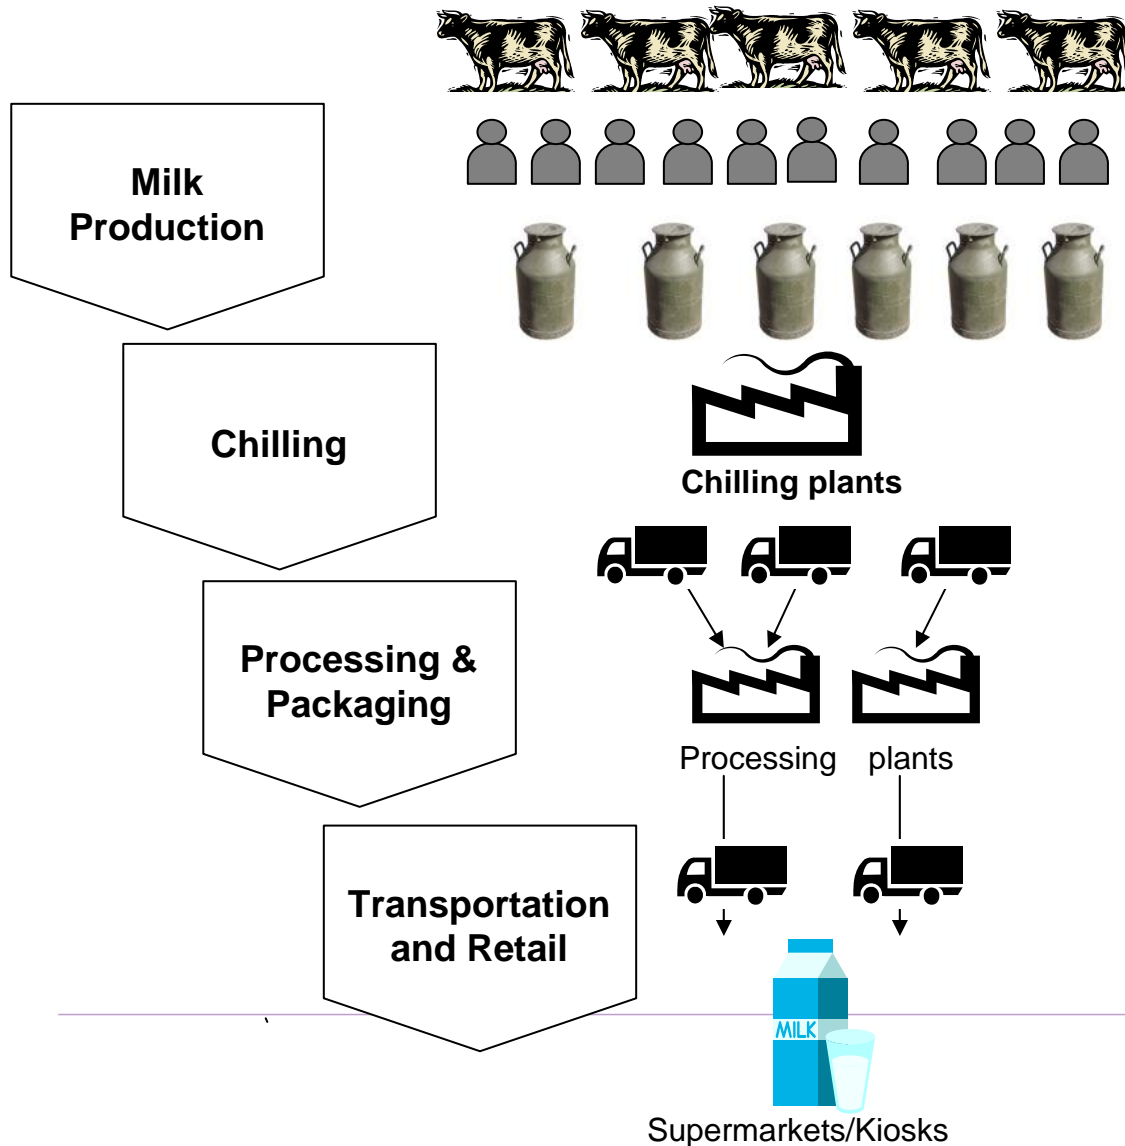 Milk
Production
Chilling
Chilling plants
Processing &
Packaging
Processing plants
Transportation
and Retail
MILK
Supermarkets/Kiosks